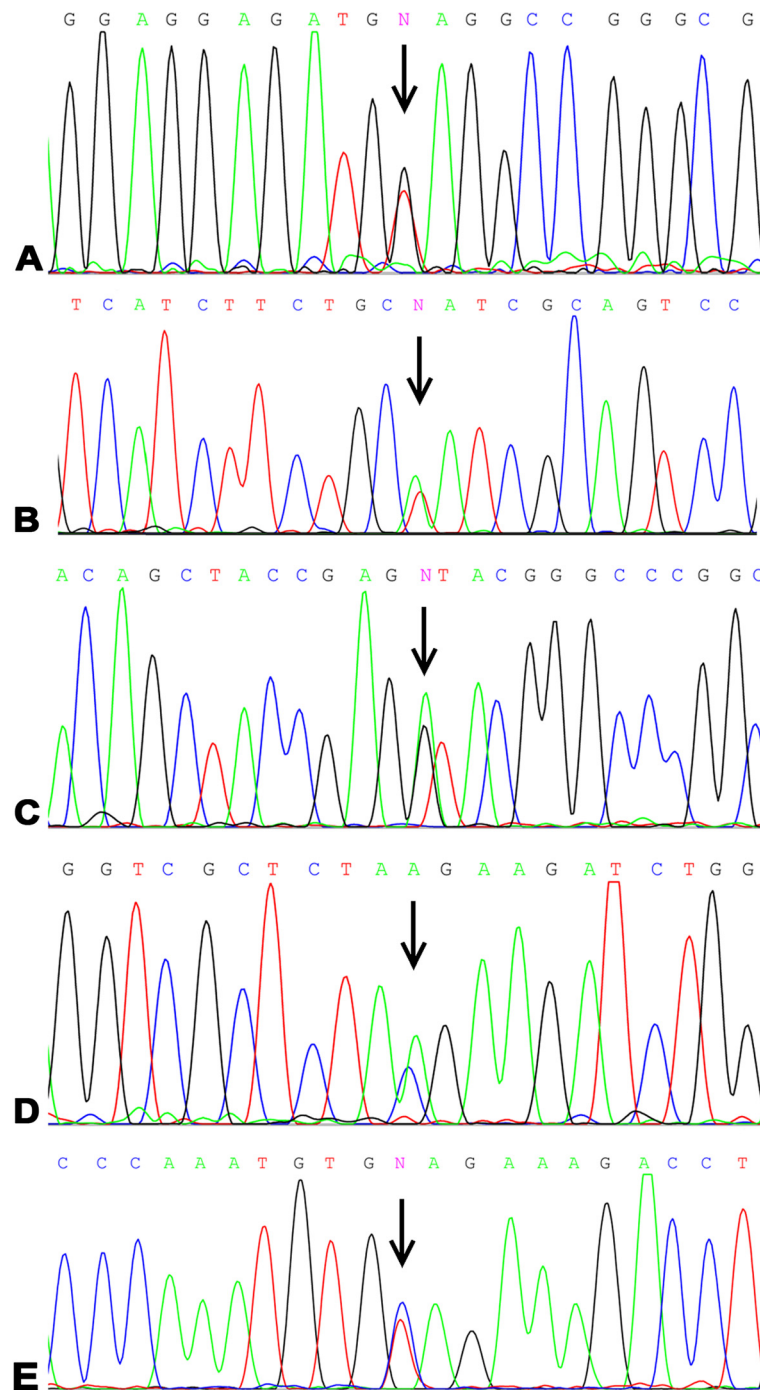 G G A G G A G A T G N A G G C C G G G C G
A
T C A T C T T C T G C N A T C G C A G T C C
B
A C A G C T A C C G A G N T A C G G G C C C G G C
C
G G T C G C T C T A A G A A G A T C T G G
D
C C C A A A T G T G N A G A A A G A C C T
E